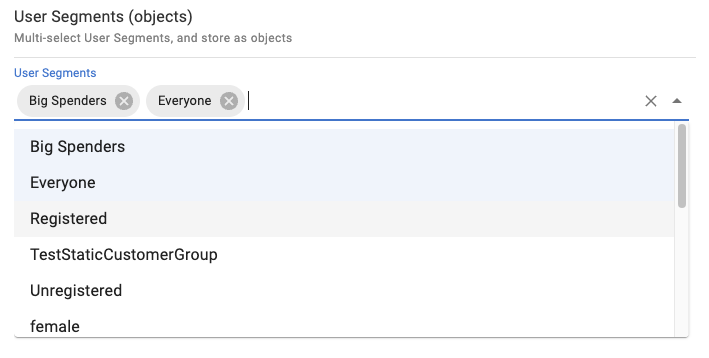 User Segments (objects)
Multi-select User Segments, and store as objects
User Segments
Big Spenders Everyone
Big Spenders
Everyone
Registered
TestStaticCustomerGroup
Unregistered
female